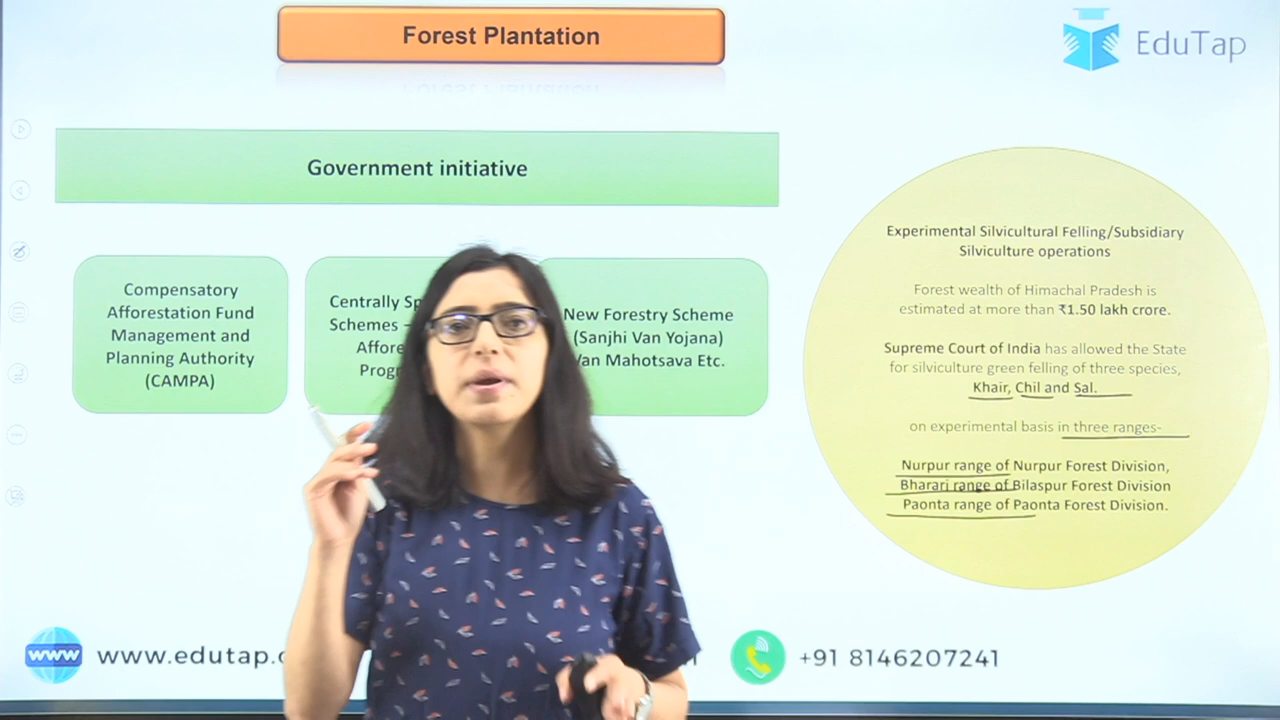 Forest Plantation
EduTap
Government initiative
Compensatory
Afforestation Fund
Management and
Planning Authority
(CAMPA)
Centrally
Schemes –
New Forestry Scheme
(Sanjhi Van Yojana)
Van Mahotsava Etc.
Experimental Silvicultural Felling/Subsidiary
Silviculture operations
Forest wealth of Himachal Pradesh is
estimated at more than ₹1.50 lakh crore.
Supreme Court of India has allowed the State
for silviculture green felling of three species,
Khair, Chil and Sal.
on experimental basis in three ranges-
Nurpur range of Nurpur Forest Division,
Bharari range of Bilaspur Forest Division
Paonta range of Paonta Forest Division.
www
www.edutap.
+91 8146207241